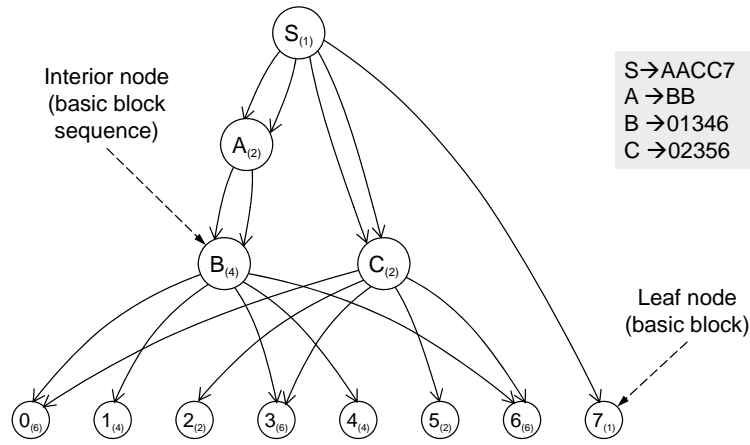 S(1)
S→AACC7
A →BB
B →01346
C →02356
Interior node
(basic block
sequence)
A(2)
B(4)
C(2)
Leaf node
(basic block)
0(6) 1(4) 2(2) 3(6) 4(4) 5(2) 6(6) 7(1)